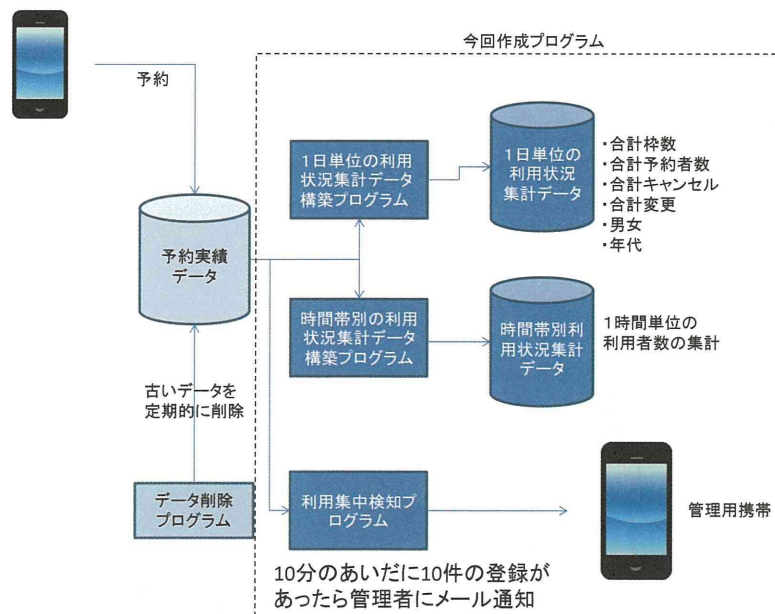 今回作成プログラム
予約
1日単位の利用
状況集計データ
構築プログラム
1日単位の
利用状況
集計データ
・合計枠数
・合計予約者数
・合計キャンセル
・合計変更
・男女
・年代
予約実績
データ
時間帯別の利用
状況集計データ
構築プログラム
時間帯別利
用状況集計
データ
1時間単位の
利用者数の集計
古いデータを
定期的に削除
データ削除
プログラム
利用集中検知プ
ログラム
管理用携帯
10分のあいだに10件の登録が
あったら管理者にメール通知